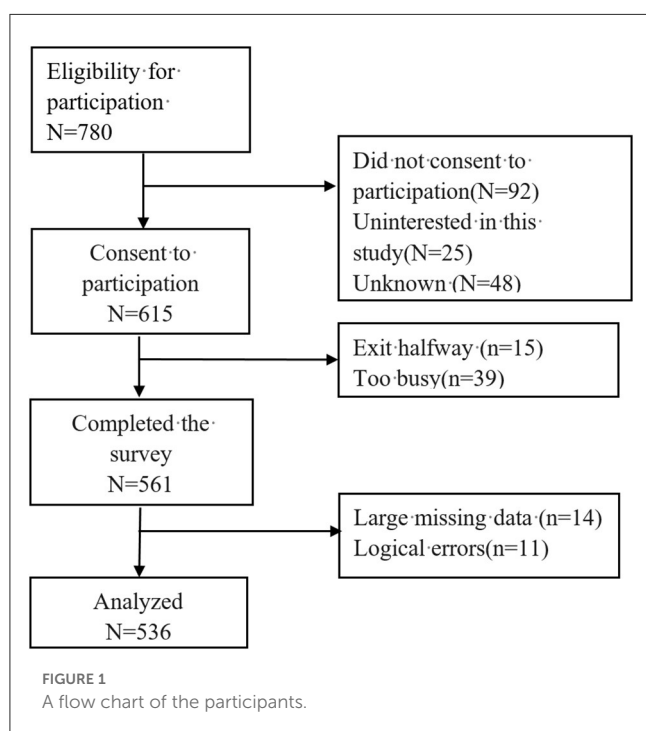 Eligibility for
participation
N=780
Did not consent to
participation(N=92)
Uninterested in this
study(N=25)
Unknown (N=48)
Consent to
participation
N=615
Exit halfway (n=15)
Too busy(n=39)
Completed the
survey
N=561
Large missing data (n=14)
Logical errors(n=11)
Analyzed
N=536
FIGURE 1
A flow chart of the participants.